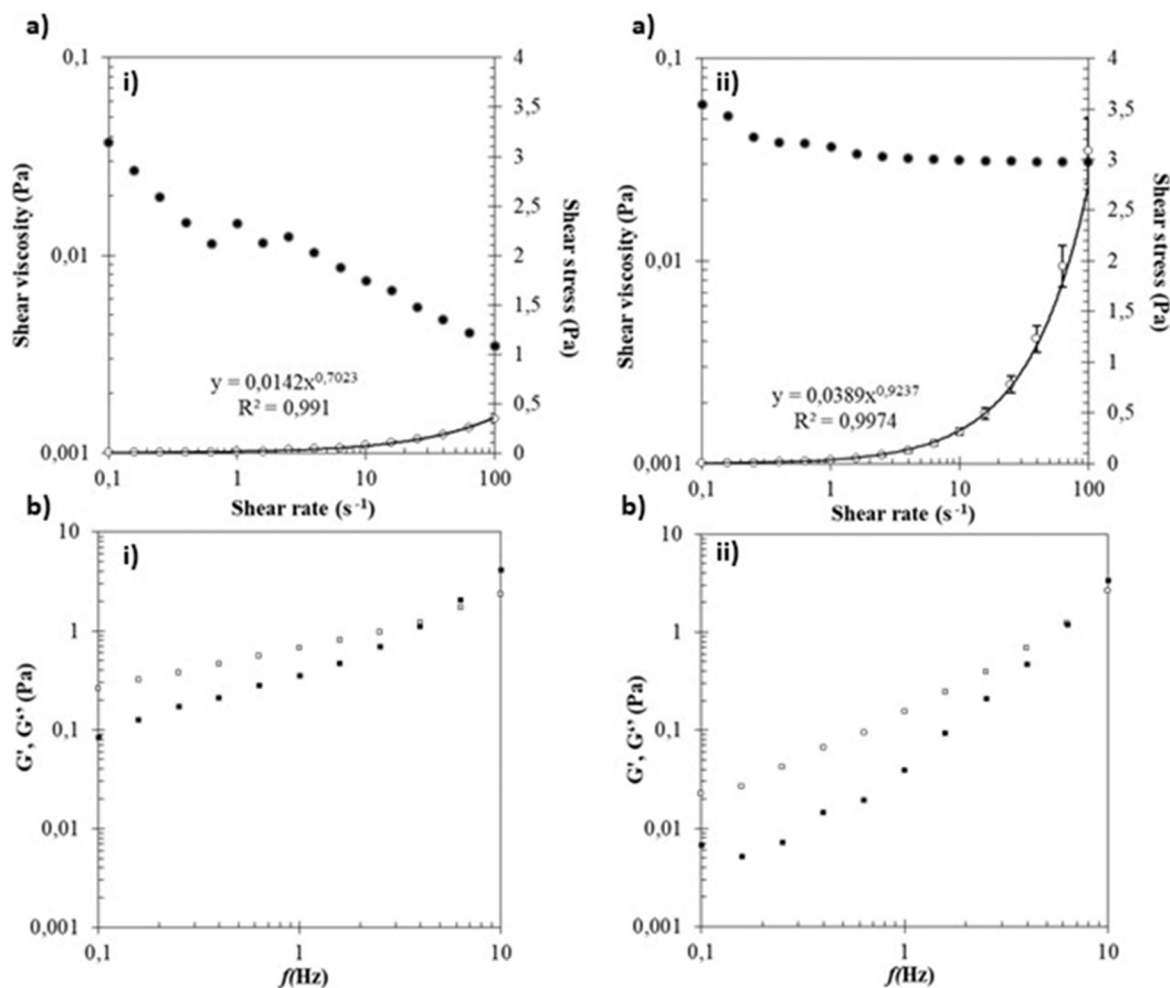 a)
i)
0,1
0,01
0,001
Shear viscosity (Pa)
4
3,5
3
2,5
2
1,5
1
0,5
0
Shear stress (Pa)
y = 0,0142x^0,7023
R² = 0,991
0,1
1
10
100
Shear rate (s⁻¹)
a)
ii)
0,1
0,01
0,001
Shear viscosity (Pa)
4
3,5
3
2,5
2
1,5
1
0,5
0
Shear stress (Pa)
y = 0,0389x^0,9237
R² = 0,9974
0,1
1
10
100
Shear rate (s⁻¹)
b)
i)
10
1
0,1
0,01
0,001
G', G“ (Pa)
0,1
1
10
f(Hz)
b)
ii)
10
1
0,1
0,01
0,001
G', G“ (Pa)
0,1
1
10
f(Hz)